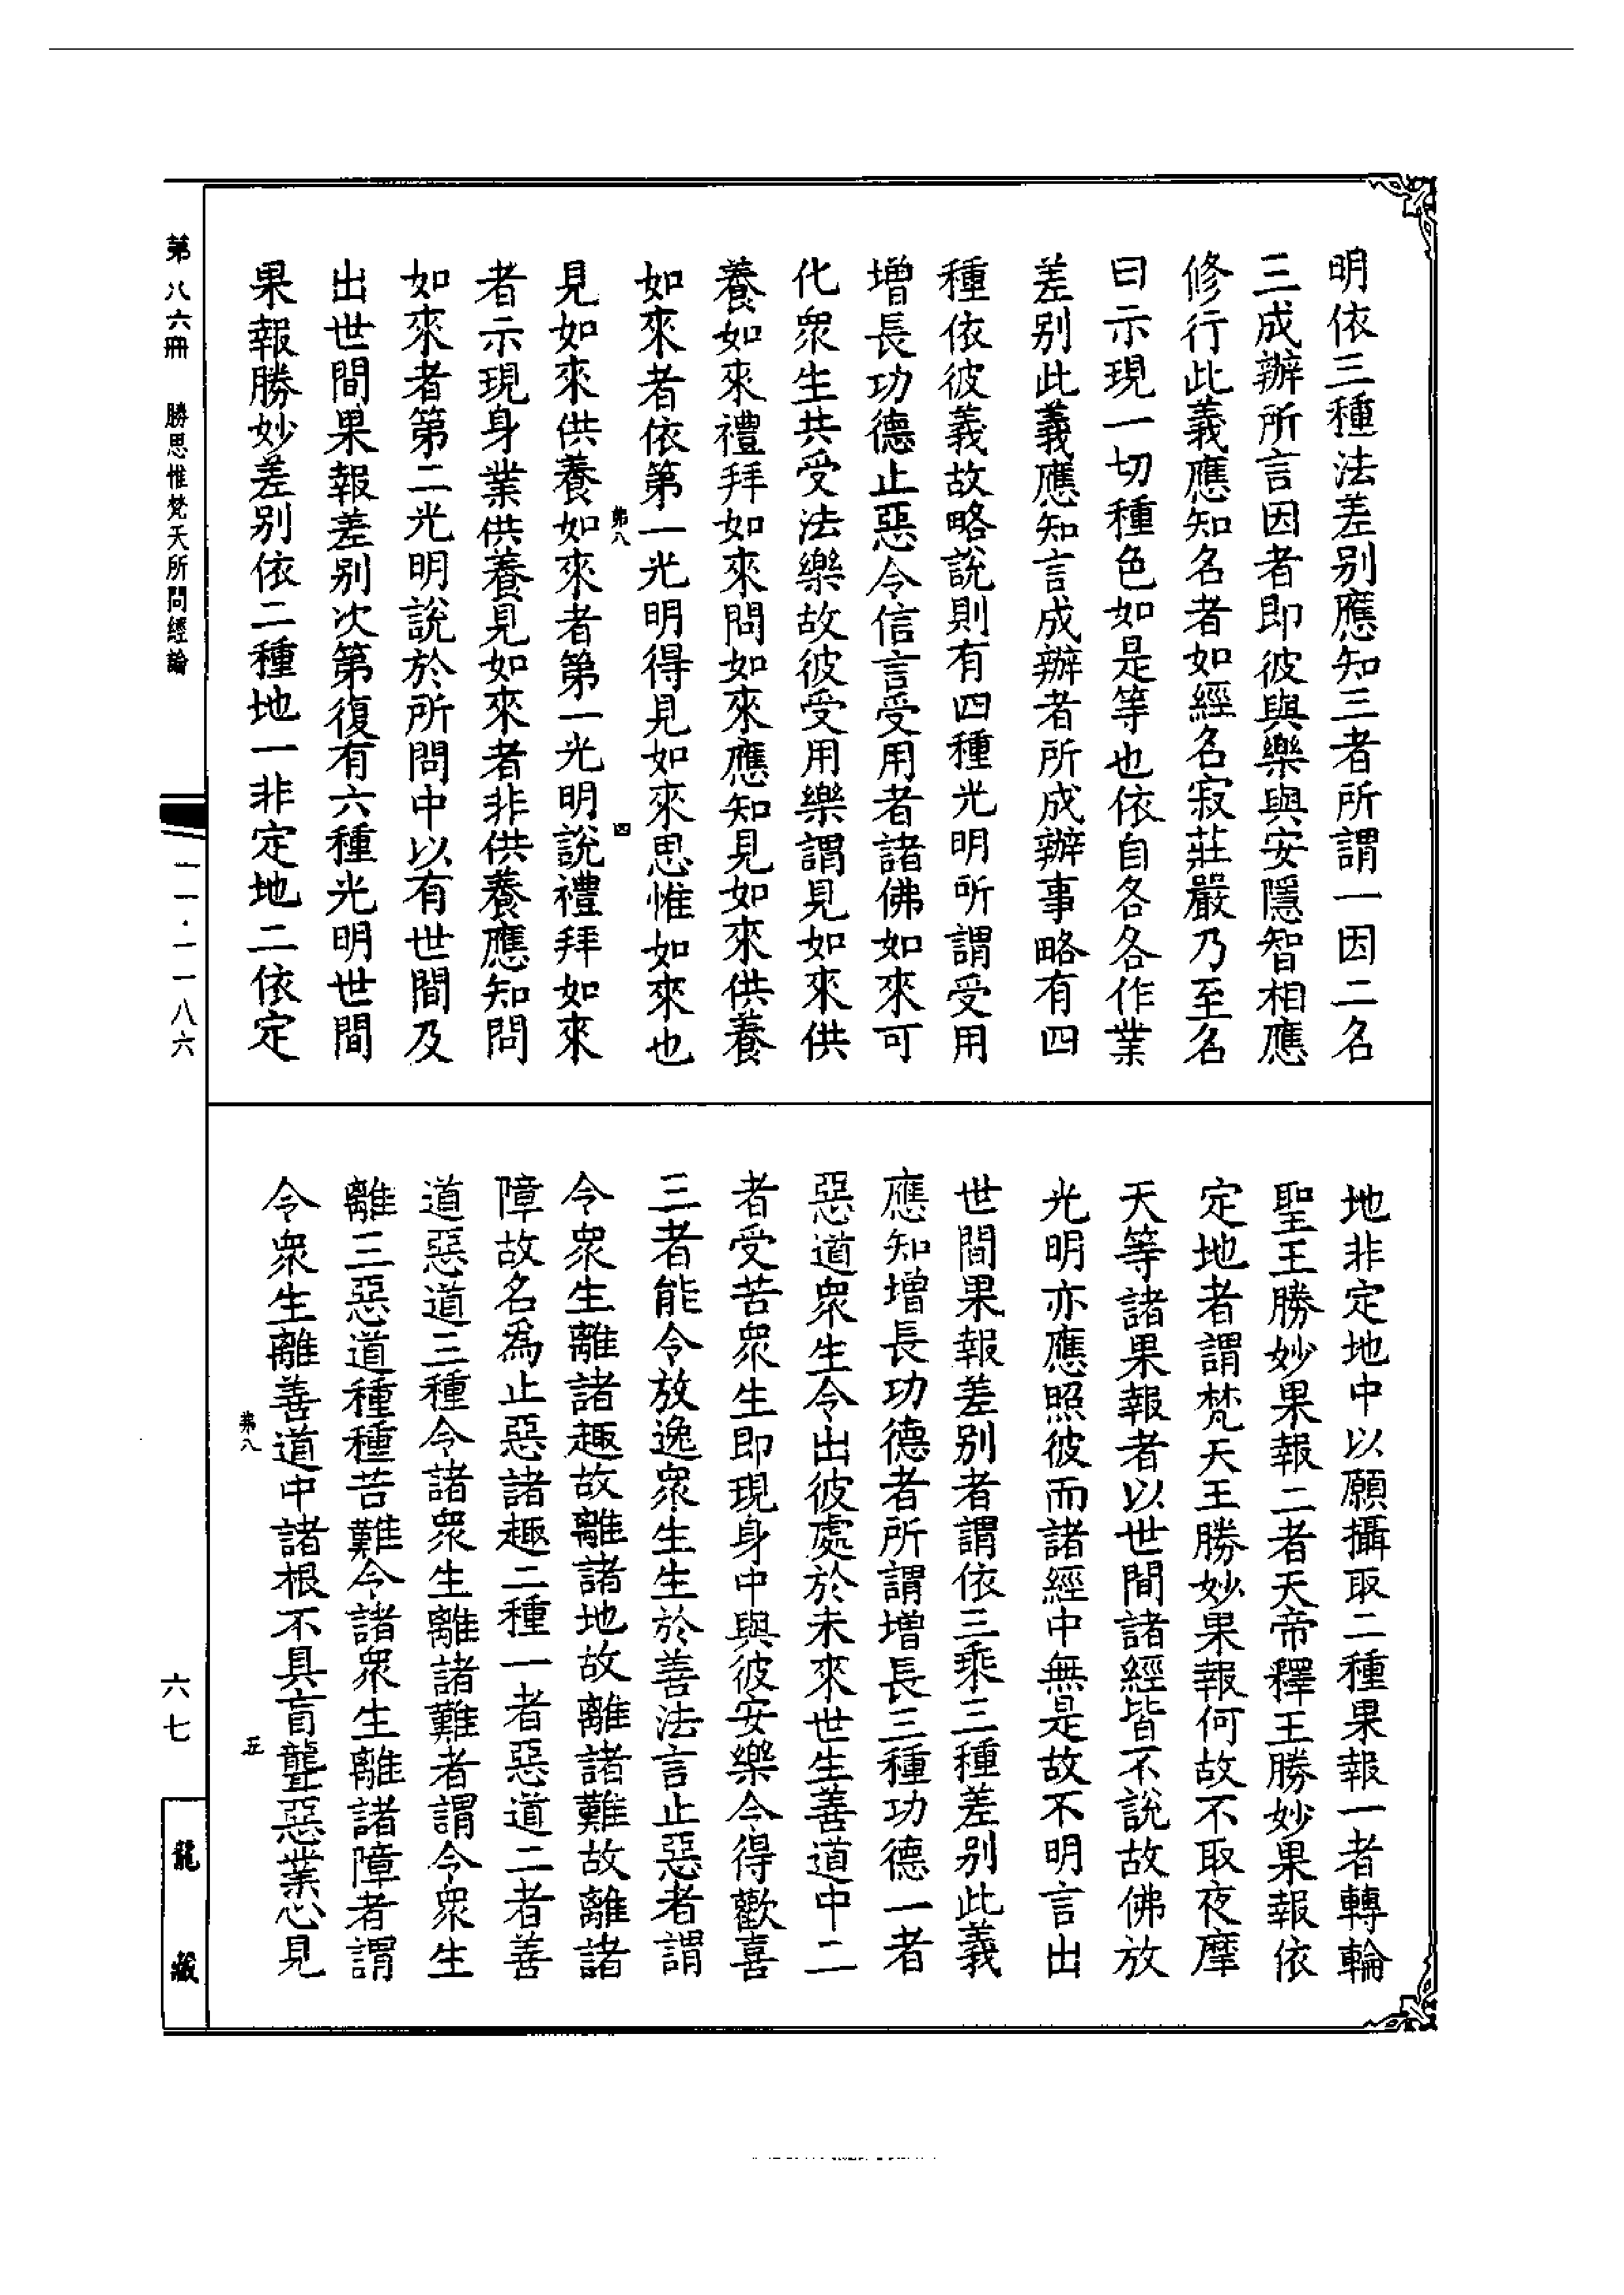 明依三種法差别應知三者所謂一因二名
三成辦所言因者即彼與樂與安隱智相應
修行此義應知名者如經名寂莊嚴乃至名
曰示現一切種色如是等也依自各各作業
差别此義應知言成辦者所成辦事略有四
種依彼義故略說則有四種光明所謂受用
增長功德止惡令信言受用者諸佛如來可
化眾生共受法樂故彼受用樂謂見如來供
養如來禮拜如來問如來應知見如來供養
如來者依第一光明得見如來思惟如來也
第八
四
見如來供養如來者第一光明說禮拜如來
者示現身業供養見如來者非供養應知問
如來者第二光明說於所問中以有世間及
出世間果報差别次第復有六種光明世間
果報勝妙差别依二種地一非定地二依定
地非定地中以願攝取二種果報一者轉輪
聖王勝妙果報二者天帝釋王勝妙果報依
定地者謂梵天王勝妙果報何故不取夜摩
天等諸果報者以世間諸經皆不說故佛放
光明亦應照彼而諸經中無是故不明言出
世間果報差别者謂依三乘三種差别此義
應知增長功德者所謂增長三種功德一者
惡道眾生令出彼處於未來世生善道中二
者受苦眾生即現身中與彼安樂令得歡喜
三者能令放逸眾生生於善法言止惡者謂
令眾生離諸趣故離諸地故離諸難故離諸
障故名為止惡諸趣二種一者惡道二者善
道惡道三種令諸眾生離諸難者謂令眾生
離三惡道種種苦難令諸眾生離諸障者謂
令眾生離善道中諸根不具盲聾惡業惡見
第八
五
第八六冊　勝思惟梵天所問經論
一一·一一八六
六七
龍藏